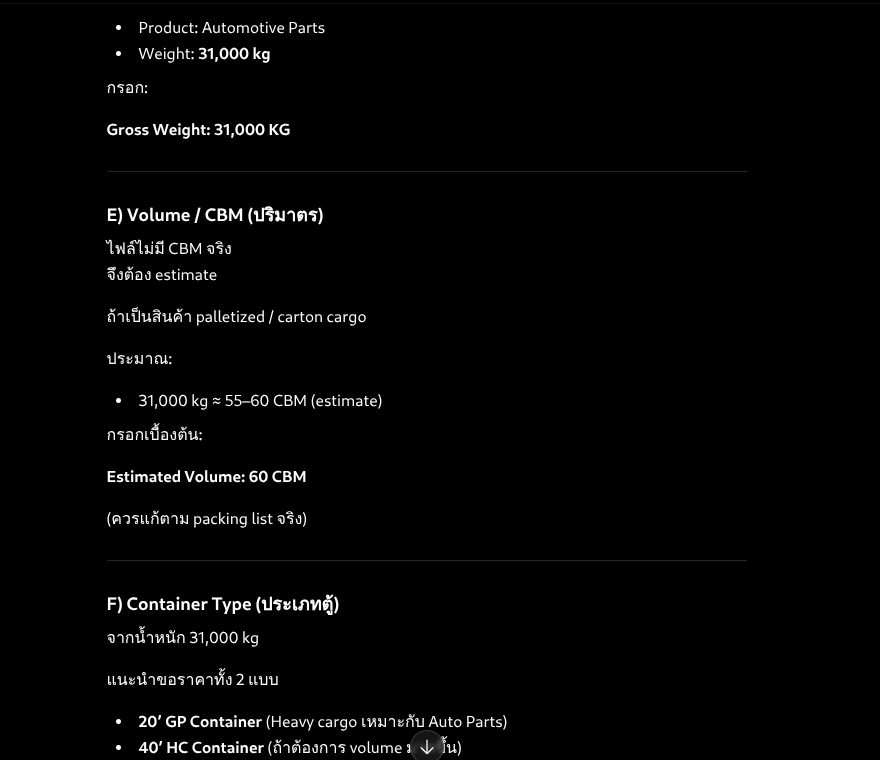 • Product: Automotive Parts
• Weight: 31,000 kg
กรอก:
Gross Weight: 31,000 KG
E) Volume / CBM (ปริมาตร)
ไฟล์ไม่มี CBM จริง
จึงต้อง estimate
ถ้าเป็นสินค้า palletized / carton cargo
ประมาณ:
• 31,000 kg ≈ 55–60 CBM (estimate)
กรอกเบื้องต้น:
Estimated Volume: 60 CBM
(ควรแก้ตาม packing list จริง)
F) Container Type (ประเภทตู้)
จากน้ำหนัก 31,000 kg
แนะนำขอราคาทั้ง 2 แบบ
• 20′ GP Container (Heavy cargo เหมาะกับ Auto Parts)
• 40′ HC Container (ถ้าต้องการ volume